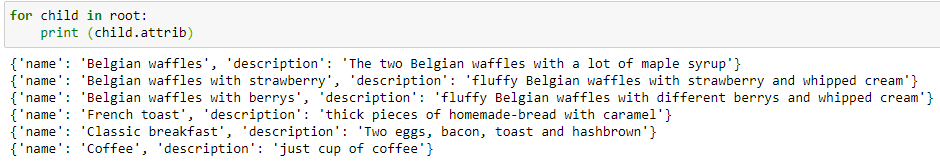 for child in root:
    print (child.attrib)
{'name': 'Belgian waffles', 'description': 'The two Belgian waffles with a lot of maple syrup'}
{'name': 'Belgian waffles with strawberry', 'description': 'fluffy Belgian waffles with strawberry and whipped cream'}
{'name': 'Belgian waffles with berrys', 'description': 'fluffy Belgian waffles with different berrys and whipped cream'}
{'name': 'French toast', 'description': 'thick pieces of homemade-bread with caramel'}
{'name': 'Classic breakfast', 'description': 'Two eggs, bacon, toast and hashbrown'}
{'name': 'Coffee', 'description': 'just cup of coffee'}